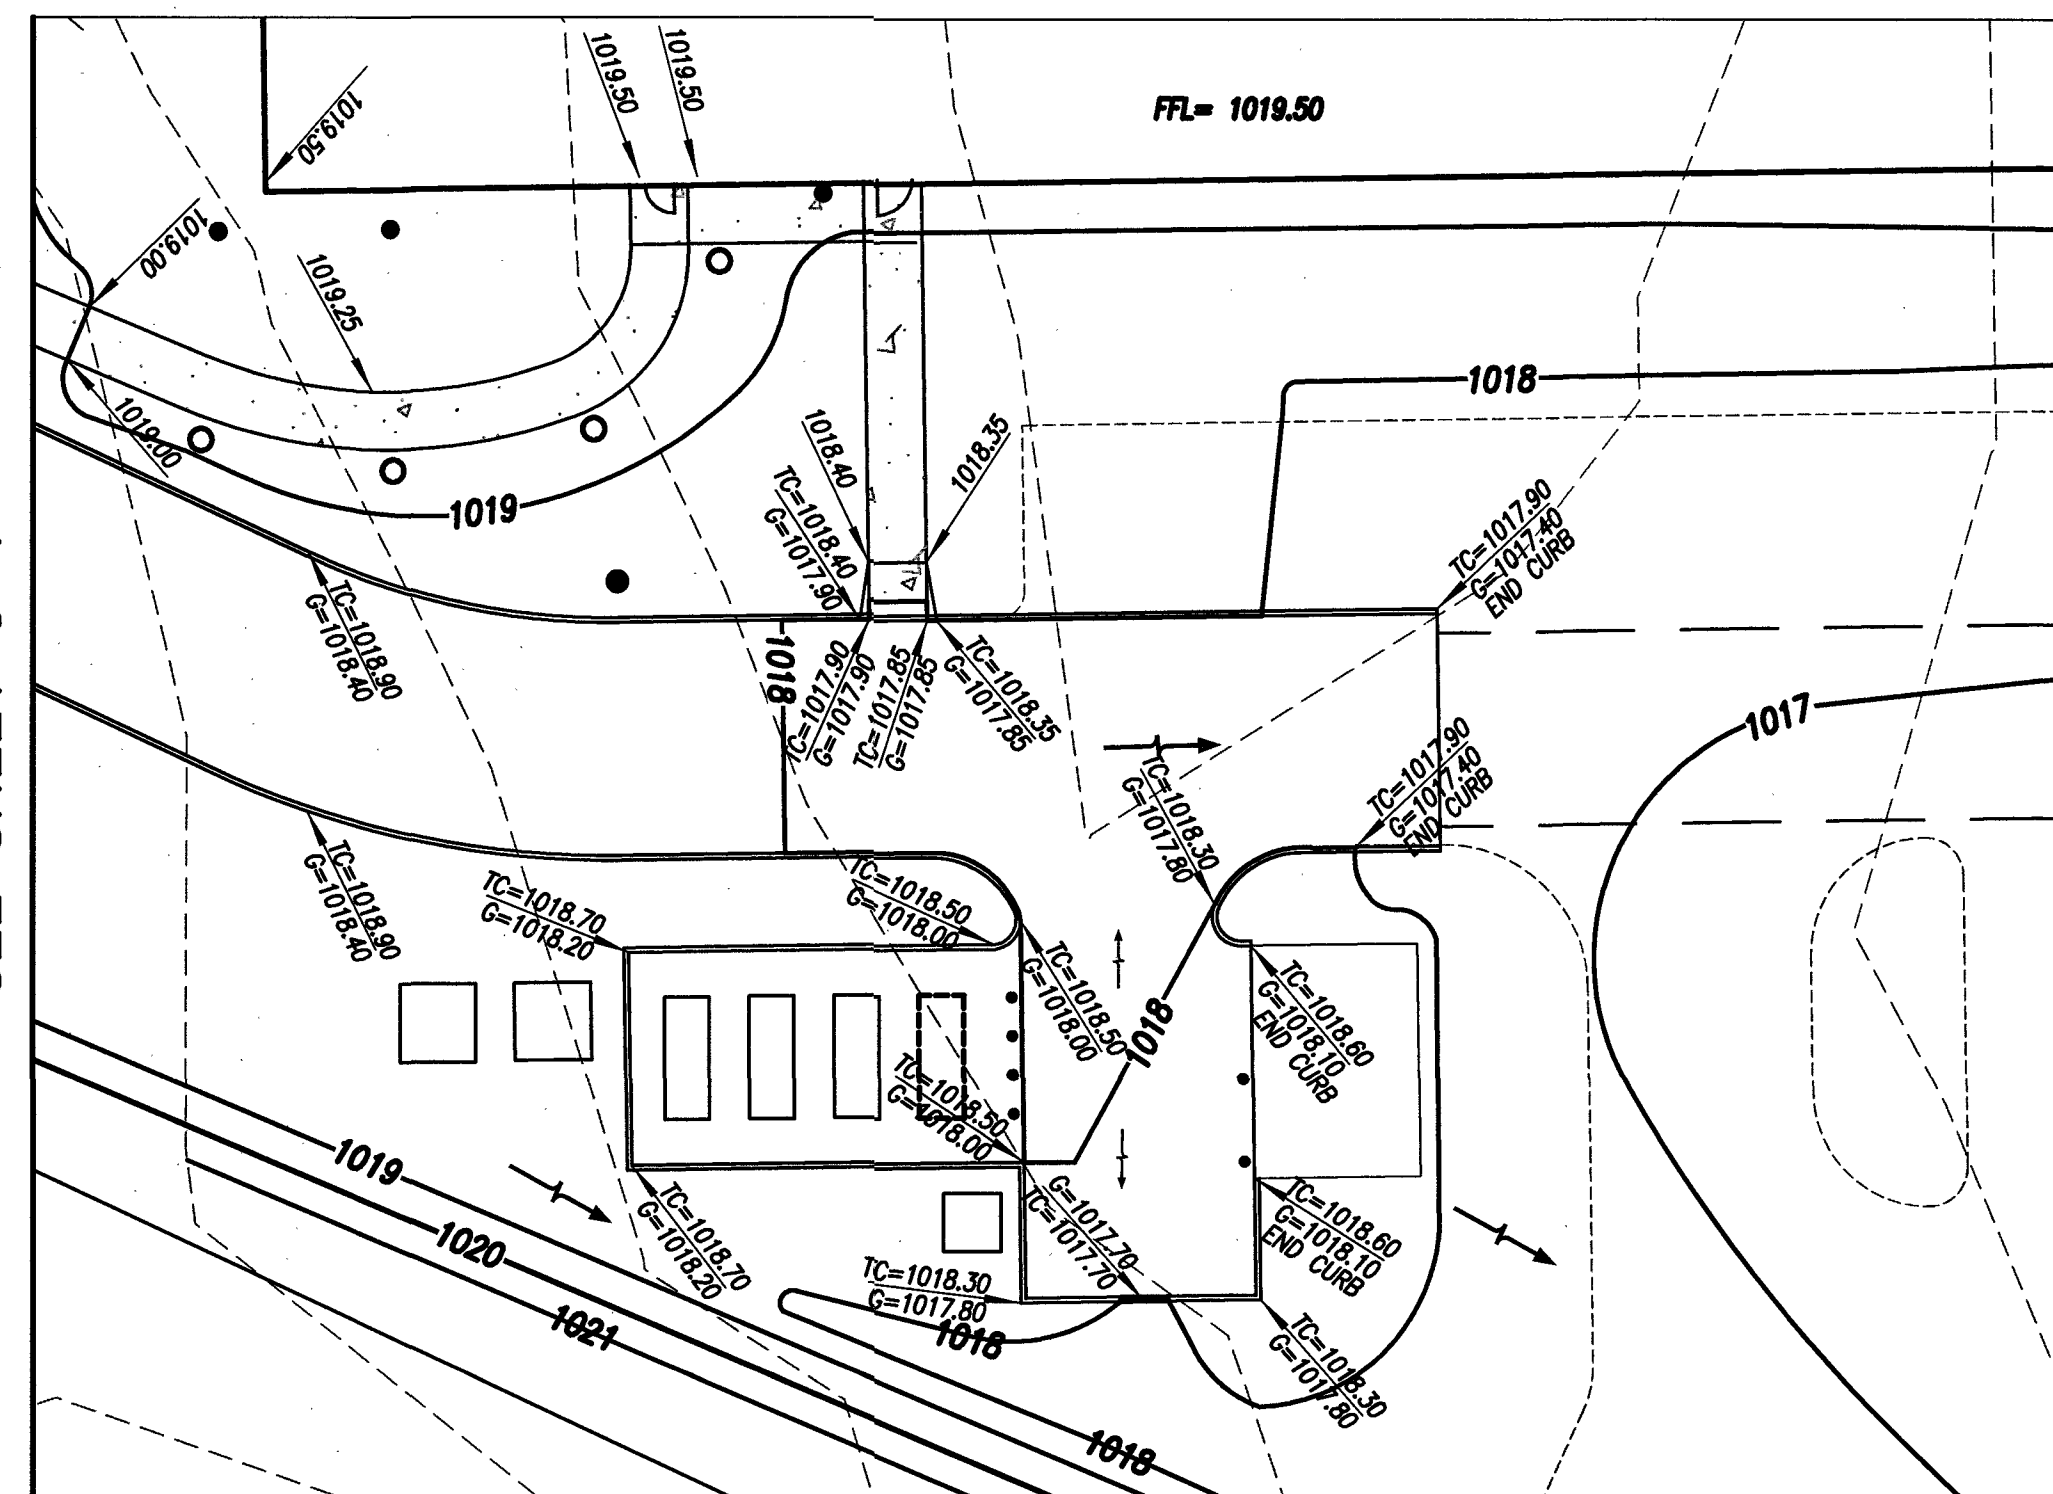 1019.50
1019.50
1019.50
FFL= 1019.50
1019.00
1019.25
1019.00
1018
1019
1018.40
1018.35
TC=1018.40
G=1017.90
TC=1017.90
G=1017.40
END CURB
TC=1018.90
G=1018.40
1018
TC=1017.90
G=1017.90
TC=1017.85
G=1017.85
TC=1018.35
G=1017.85
1017
TC=1018.30
G=1017.80
TC=1017.90
G=1017.40
END CURB
TC=1018.90
G=1018.40
TC=1018.70
G=1018.20
TC=1018.50
G=1018.00
TC=1018.50
G=1018.00
1018
TC=1018.60
G=1018.10
END CURB
TC=1018.50
G=1018.00
1019
1020
1021
TC=1018.70
G=1018.20
G=1017.70
TC=1017.70
TC=1018.60
G=1018.10
END CURB
TC=1018.30
G=1017.80
1018
TC=1018.30
G=1017.80
1018